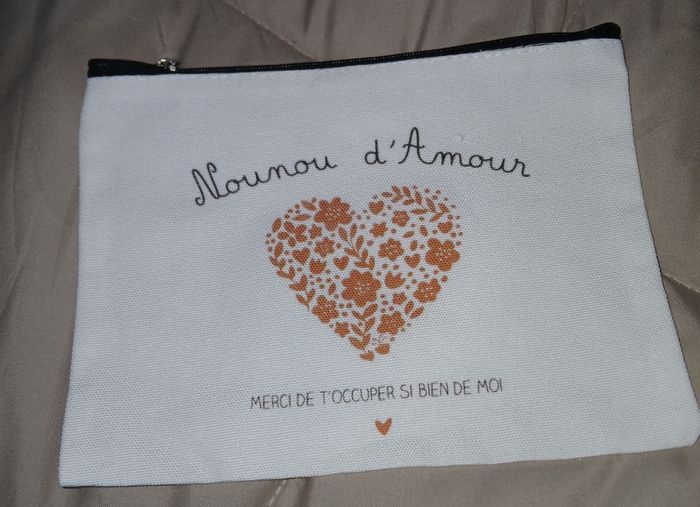 Nounou d'Amour
MERCI DE T'OCCUPER SI BIEN DE MOI